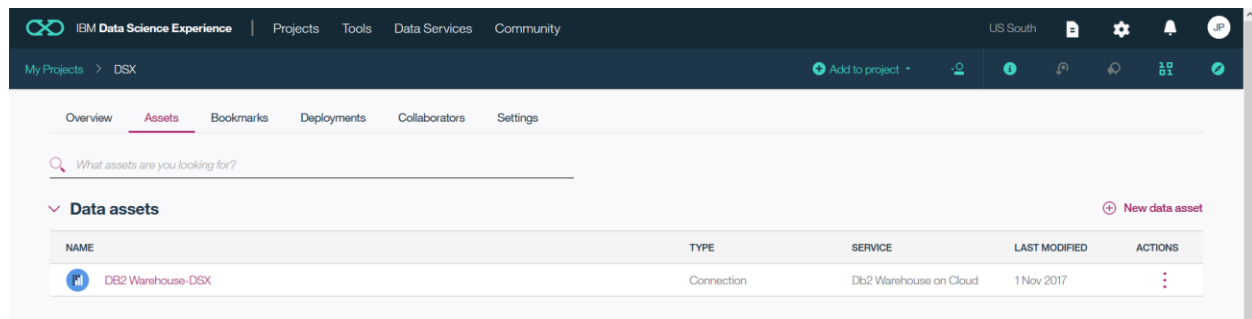 IBM Data Science Experience | Projects Tools Data Services Community US South JP
My Projects > DSX Add to project
Overview Assets Bookmarks Deployments Collaborators Settings
What assets are you looking for?
Data assets New data asset
NAME TYPE SERVICE LAST MODIFIED ACTIONS
DB2 Warehouse-DSX Connection Db2 Warehouse on Cloud 1 Nov 2017